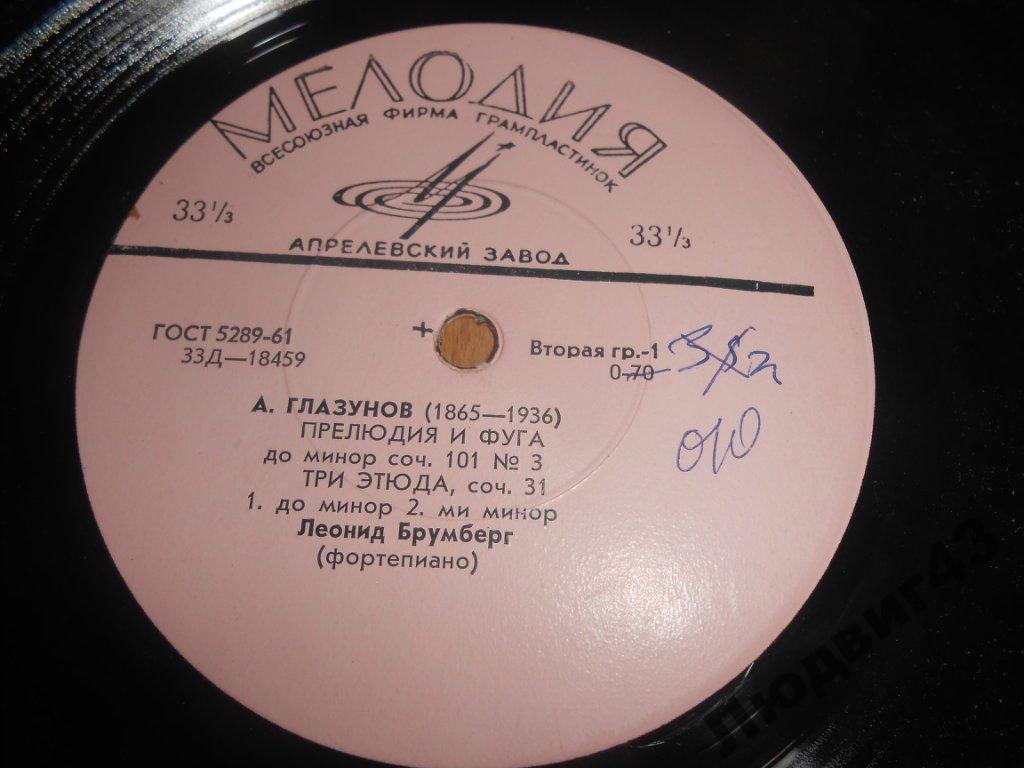 МЕЛОДИЯ
ВСЕСОЮЗНАЯ ФИРМА ГРАМПЛАСТИНОК
33⅓
33⅓
АПРЕЛЕВСКИЙ ЗАВОД
ГОСТ 5289-61
33Д—18459
Вторая гр.-1
0-70
А. ГЛАЗУНОВ (1865—1936)
ПРЕЛЮДИЯ И ФУГА
до минор соч. 101 № 3
ТРИ ЭТЮДА, соч. 31
1. до минор 2. ми минор
Леонид Брумберг
(фортепиано)
Людвиг43